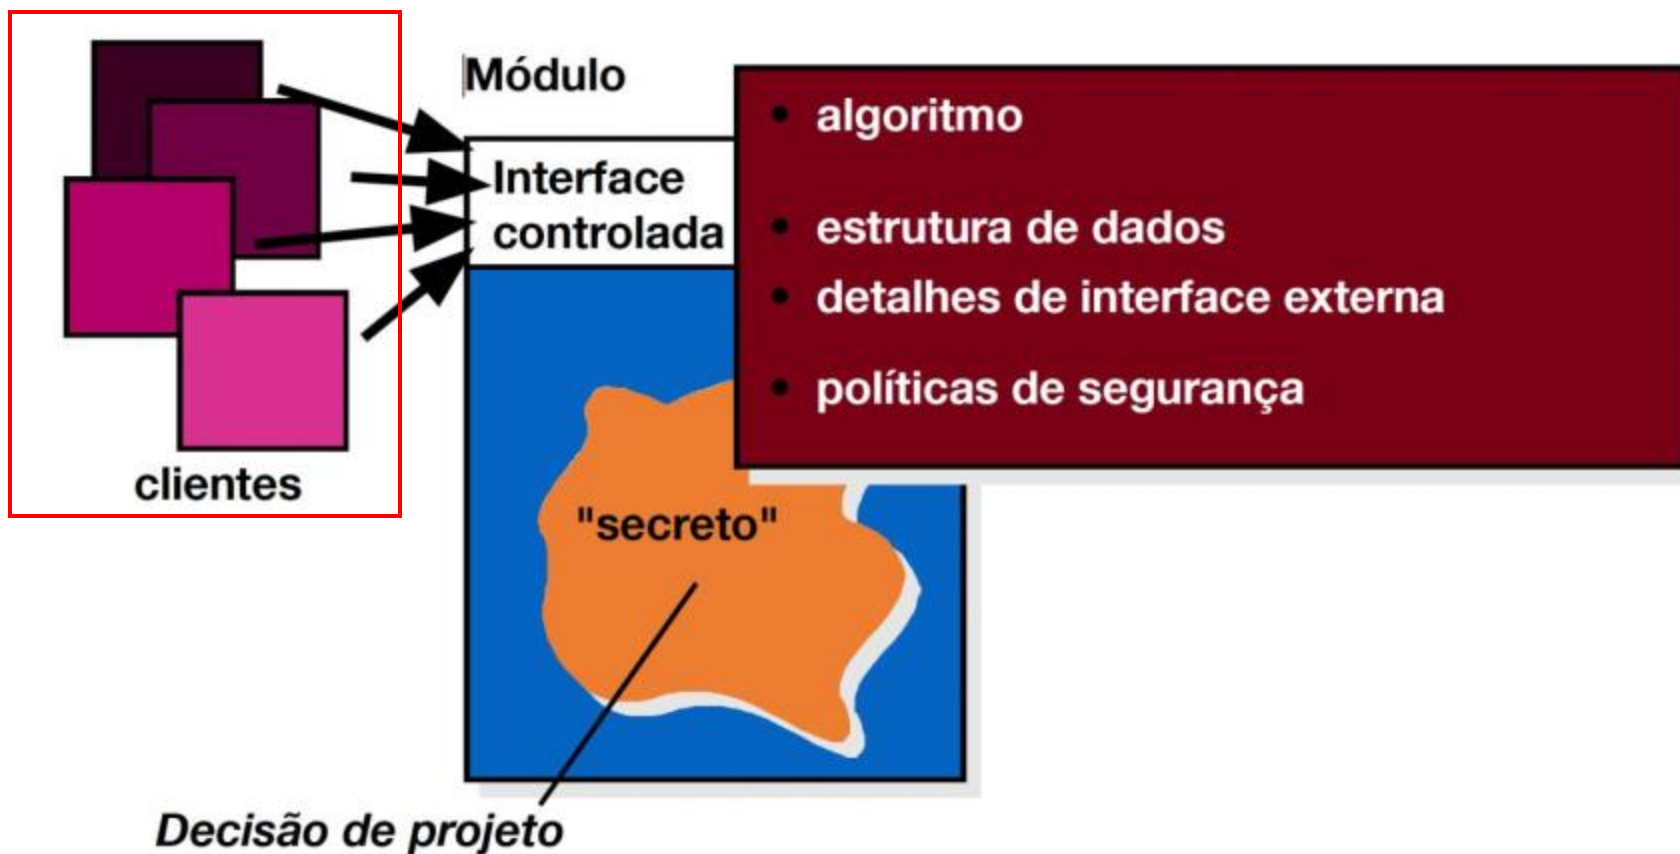 Módulo
Interface
controlada
• algoritmo
• estrutura de dados
• detalhes de interface externa
• políticas de segurança
clientes
"secreto"
Decisão de projeto